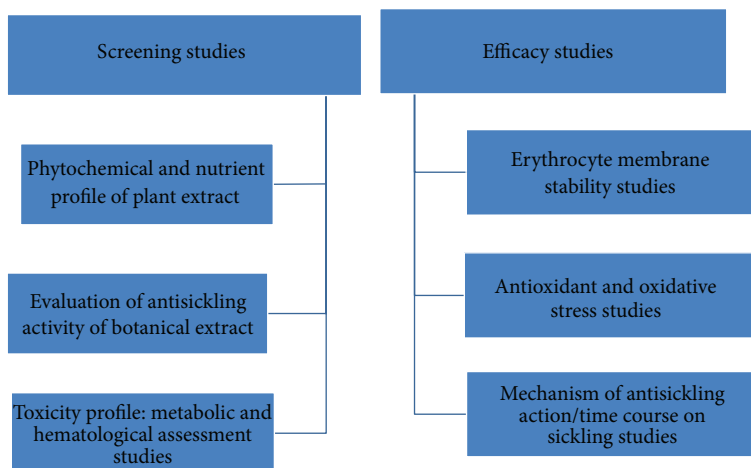 Screening studies
Phytochemical and nutrient
profile of plant extract
Evaluation of antisickling
activity of botanical extract
Toxicity profile: metabolic and
hematological assessment
studies
Efficacy studies
Erythrocyte membrane
stability studies
Antioxidant and oxidative
stress studies
Mechanism of antisickling
action/time course on
sickling studies